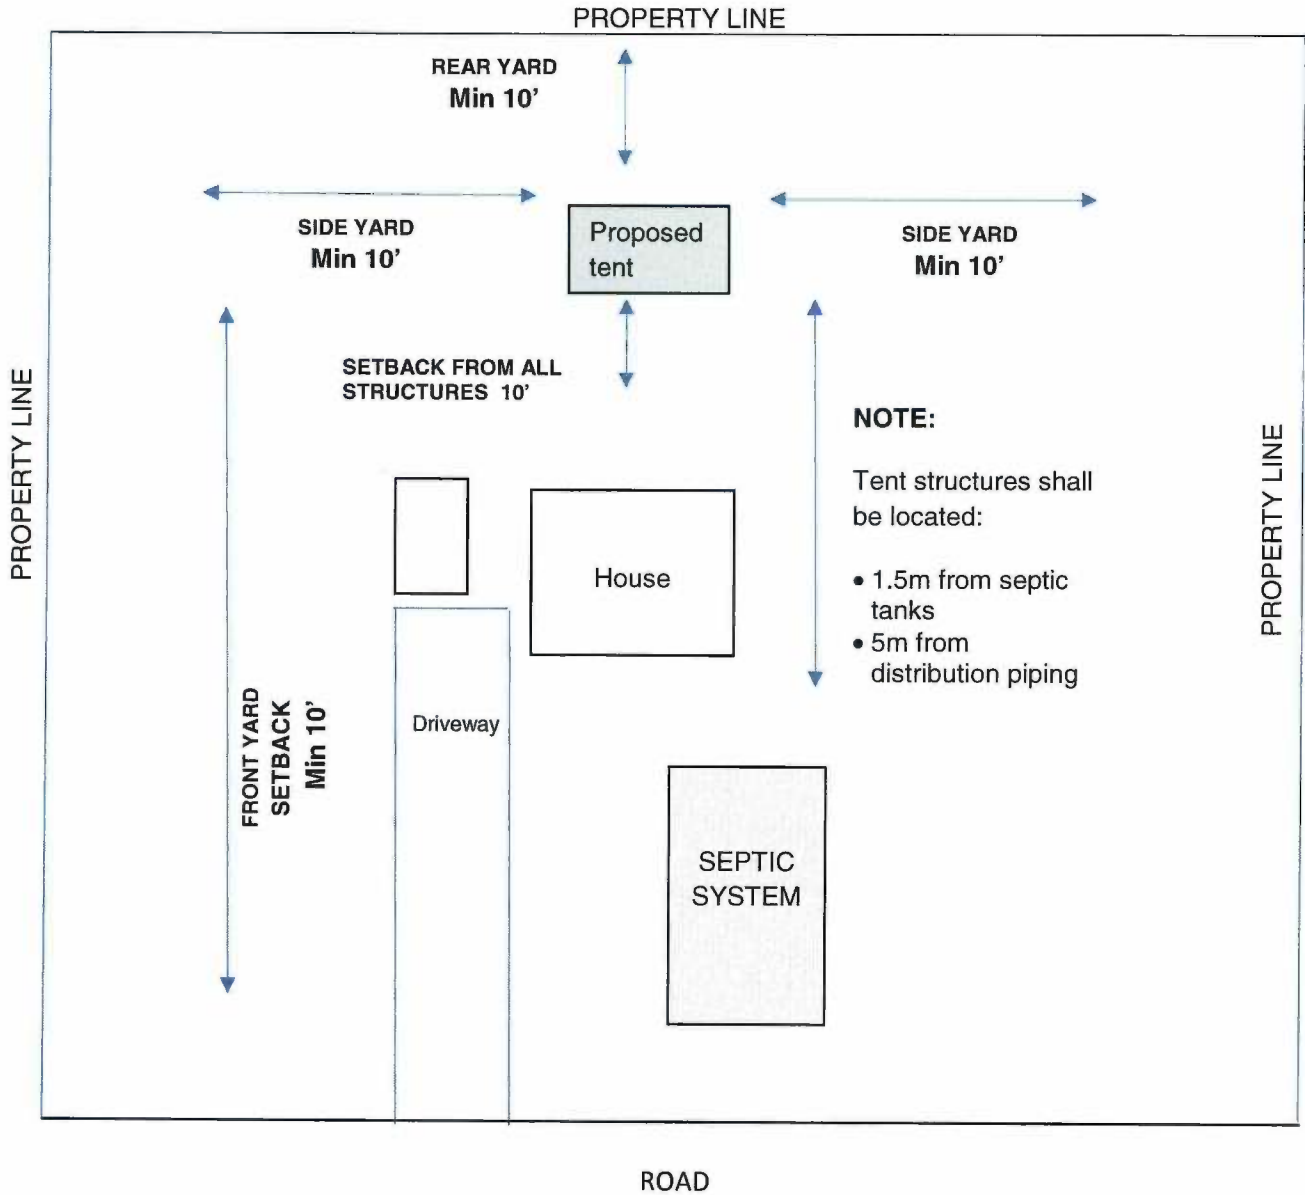 PROPERTY LINE
REAR YARD
Min 10’
SIDE YARD
Min 10’
Proposed
tent
SIDE YARD
Min 10’
SETBACK FROM ALL
STRUCTURES 10’
PROPERTY LINE
NOTE:
Tent structures shall
be located:
• 1.5m from septic
tanks
• 5m from
distribution piping
PROPERTY LINE
House
FRONT YARD
SETBACK
Min 10’
Driveway
SEPTIC
SYSTEM
ROAD